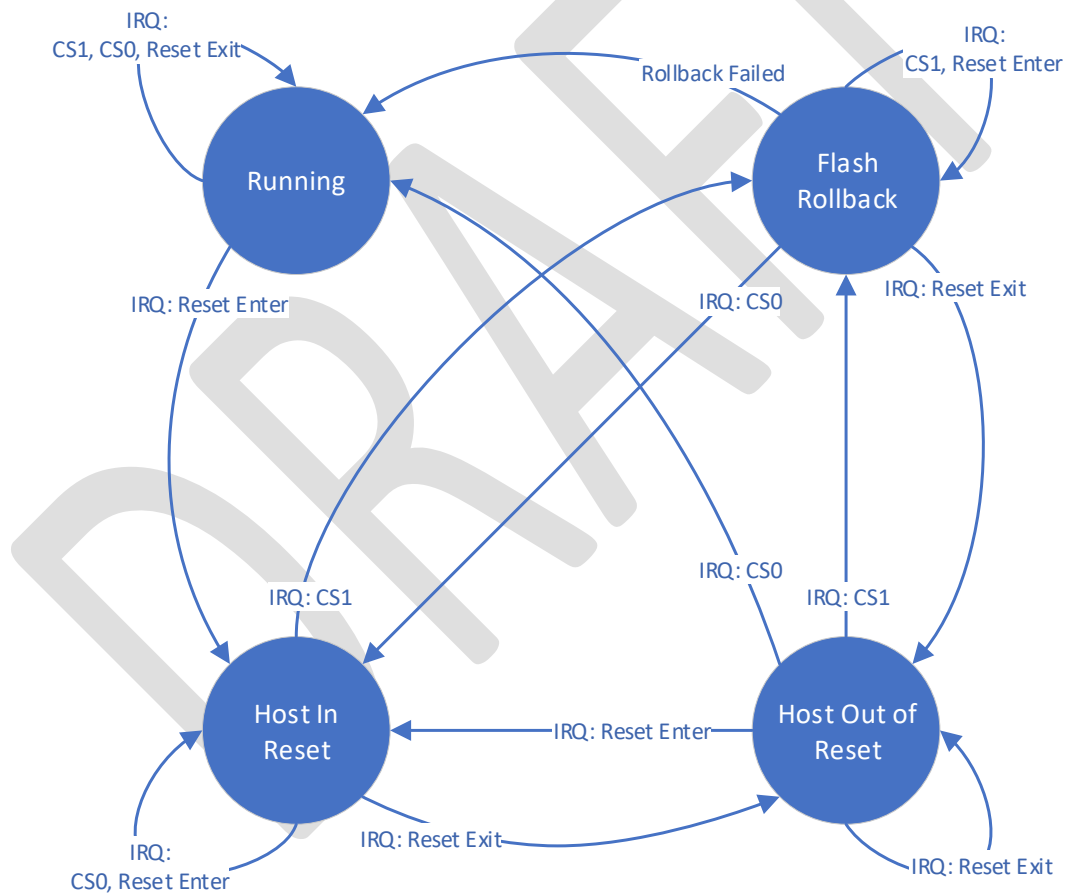 IRQ:
CS1, CS0, Reset Exit
IRQ:
CS1, Reset Enter
Rollback Failed
Running
Flash
Rollback
IRQ: Reset Enter
IRQ: CS0
IRQ: Reset Exit
DRAFT
IRQ: CS0
IRQ: CS1
IRQ: CS1
Host In
Reset
Host Out of
Reset
IRQ: Reset Enter
IRQ: Reset Exit
IRQ:
CS0, Reset Enter
IRQ: Reset Exit